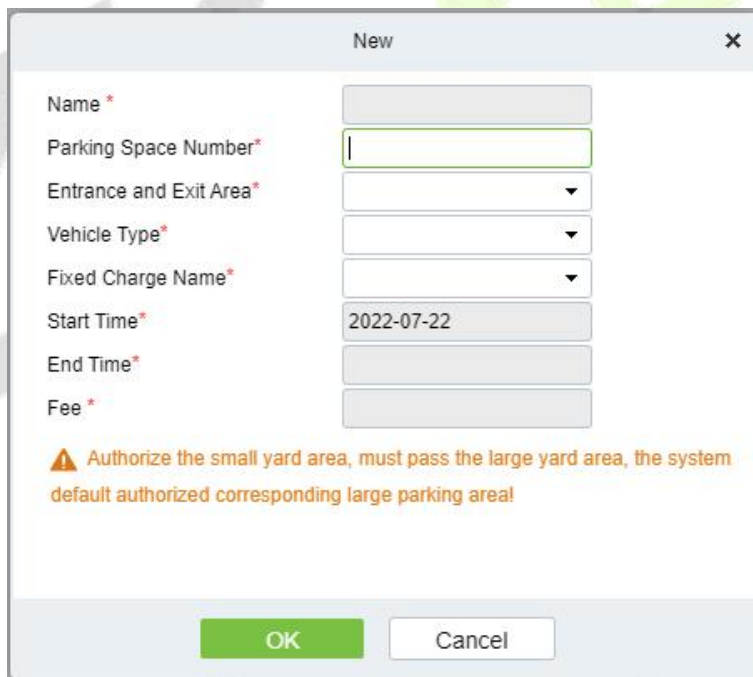 New
Name *
Parking Space Number*
Entrance and Exit Area*
Vehicle Type*
Fixed Charge Name*
Start Time* 2022-07-22
End Time*
Fee *
Authorize the small yard area, must pass the large yard area, the system
default authorized corresponding large parking area!
OK Cancel